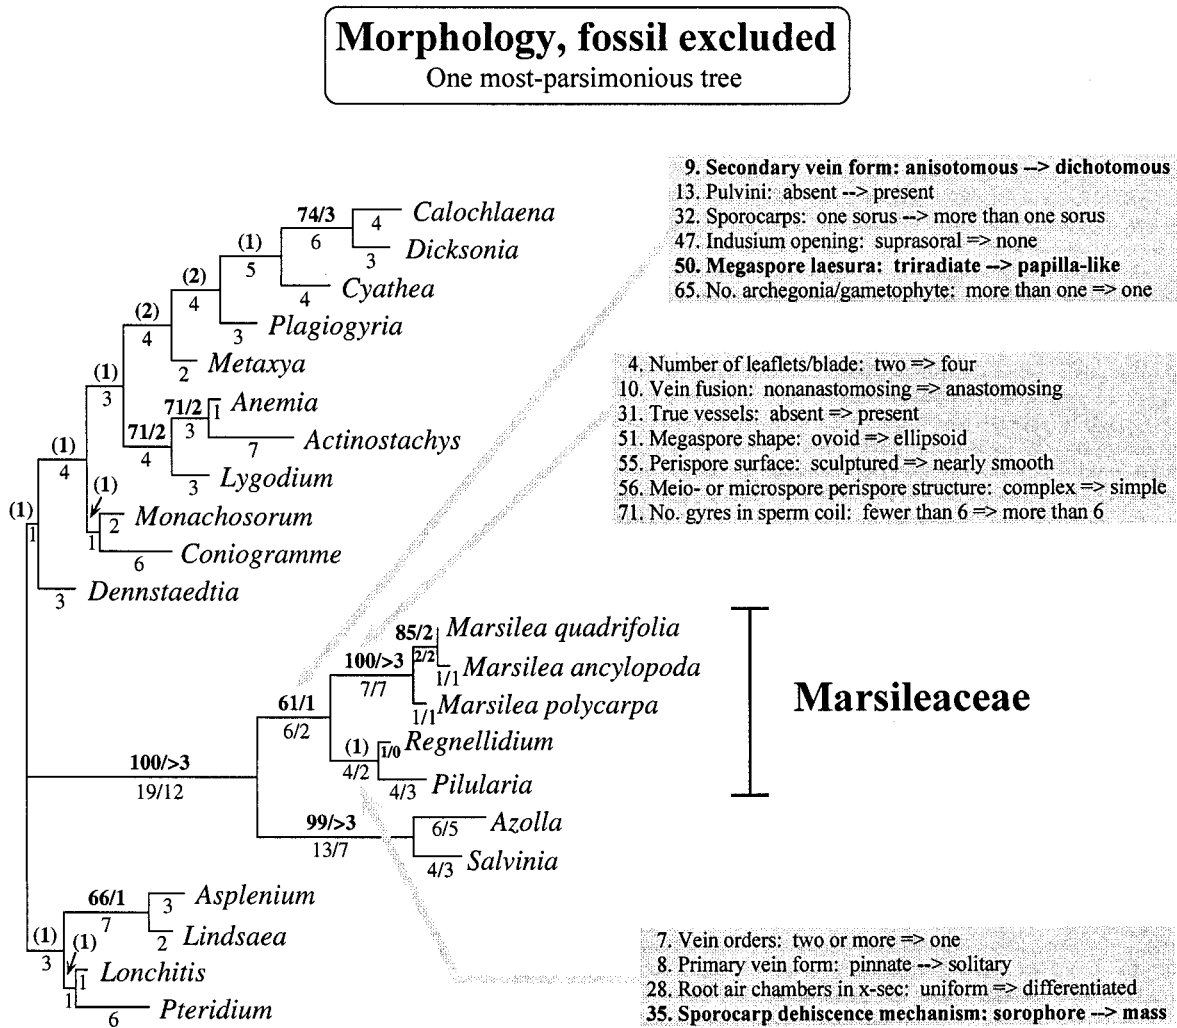 Morphology, fossil excluded
One most-parsimonious tree
9. Secondary vein form: anisotomous --> dichotomous
13. Pulvini: absent --> present
32. Sporocarps: one sorus --> more than one sorus
47. Indusium opening: suprasoral => none
50. Megaspore laesura: triradiate --> papilla-like
65. No. archegonia/gametophyte: more than one => one
4. Number of leaflets/blade: two => four
10. Vein fusion: nonanastomosing => anastomosing
31. True vessels: absent => present
51. Megaspore shape: ovoid => ellipsoid
55. Perispore surface: sculptured => nearly smooth
56. Meio- or microspore perispore structure: complex => simple
71. No. gyres in sperm coil: fewer than 6 => more than 6
74/3
6
4
Calochlaena
3
Dicksonia
(1)
5
4
Cyathea
(2)
4
3
Plagiogyria
(2)
4
2
Metaxya
(1)
3
71/2
3
1
Anemia
7
Actinostachys
71/2
4
3
Lygodium
(1)
4
(1)
1
2
Monachosorum
6
Coniogramme
(1)
1
3
Dennstaedtia
85/2
2/2
Marsilea quadrifolia
1/1
Marsilea ancylopoda
100/>3
7/7
1/1
Marsilea polycarpa
61/1
6/2
(1)
4/2
1/0
Regnellidium
4/3
Pilularia
Marsileaceae
100/>3
19/12
99/>3
13/7
6/5
Azolla
4/3
Salvinia
66/1
7
3
Asplenium
2
Lindsaea
(1)
3
(1)
1
1
Lonchitis
6
Pteridium
7. Vein orders: two or more => one
8. Primary vein form: pinnate --> solitary
28. Root air chambers in x-sec: uniform => differentiated
35. Sporocarp dehiscence mechanism: sorophore --> mass